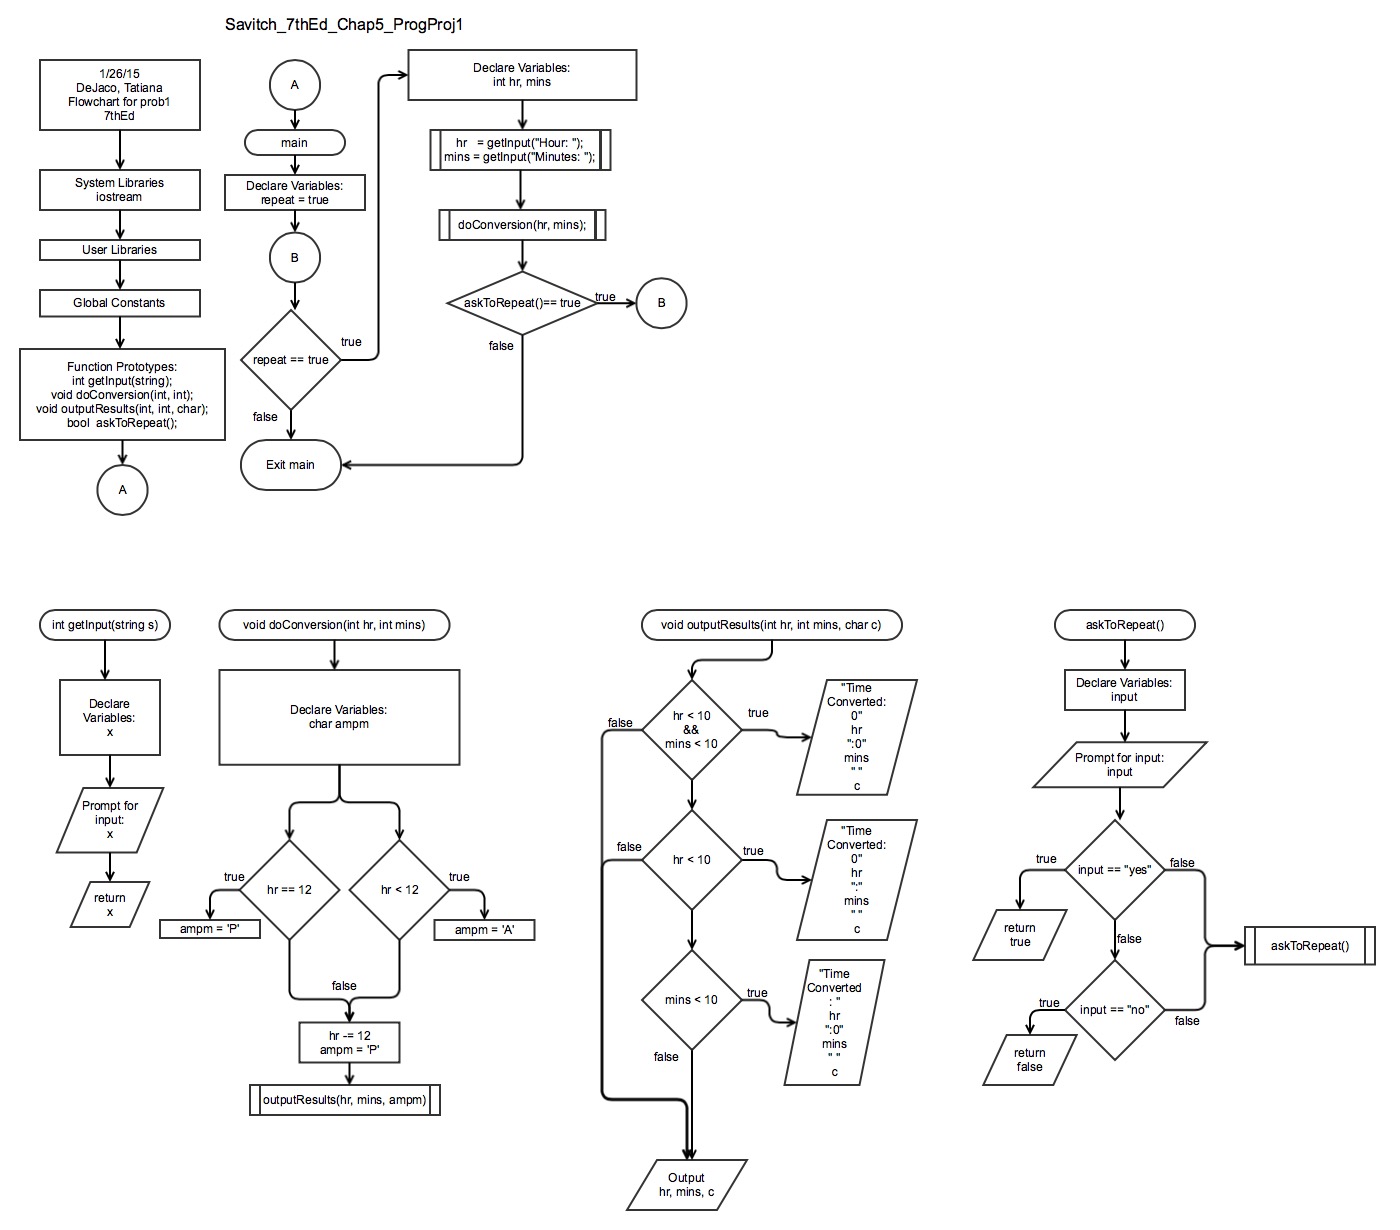 Savitch_7thEd_Chap5_ProgProj1
1/26/15
DeJaco, Tatiana
Flowchart for prob1
7thEd
System Libraries
iostream
User Libraries
Global Constants
Function Prototypes:
int getInput(string);
void doConversion(int, int);
void outputResults(int, int, char);
bool  askToRepeat();
A
A
main
Declare Variables:
repeat = true
B
repeat == true
true
false
Exit main
Declare Variables:
int hr, mins
hr   = getInput("Hour: ");
mins = getInput("Minutes: ");
doConversion(hr, mins);
askToRepeat()== true
true
B
false
int getInput(string s)
Declare
Variables:
x
Prompt for
input:
x
return
x
void doConversion(int hr, int mins)
Declare Variables:
char ampm
hr == 12
true
ampm = 'P'
hr < 12
true
ampm = 'A'
false
hr -= 12
ampm = 'P'
outputResults(hr, mins, ampm)
void outputResults(int hr, int mins, char c)
hr < 10
&&
mins < 10
false
true
"Time
Converted:
0"
hr
":0"
mins
" "
c
hr < 10
false
true
"Time
Converted:
0"
hr
":"
mins
" "
c
mins < 10
true
false
"Time
Converted
: "
hr
":0"
mins
" "
c
Output
hr, mins, c
askToRepeat()
Declare Variables:
input
Prompt for input:
input
input == "yes"
true
false
return
true
false
askToRepeat()
input == "no"
true
false
return
false